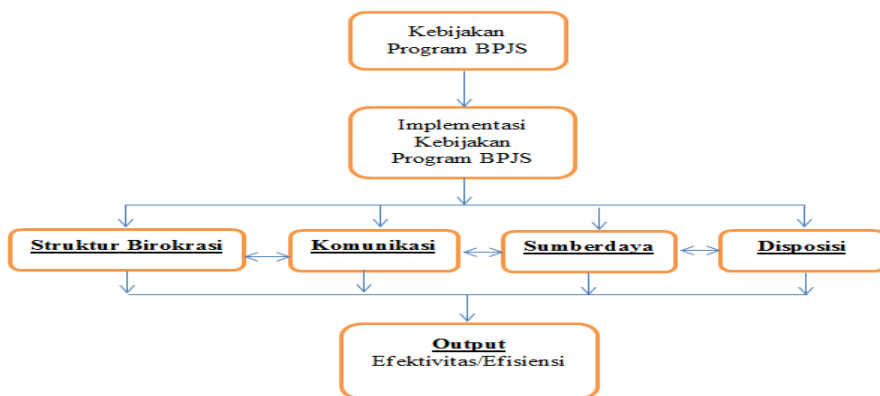 Kebijakan
Program BPJS
Implementasi
Kebijakan
Program BPJS
Struktur Birokrasi
Komunikasi
Sumberdaya
Disposisi
Output
Efektivitas/Efisiensi